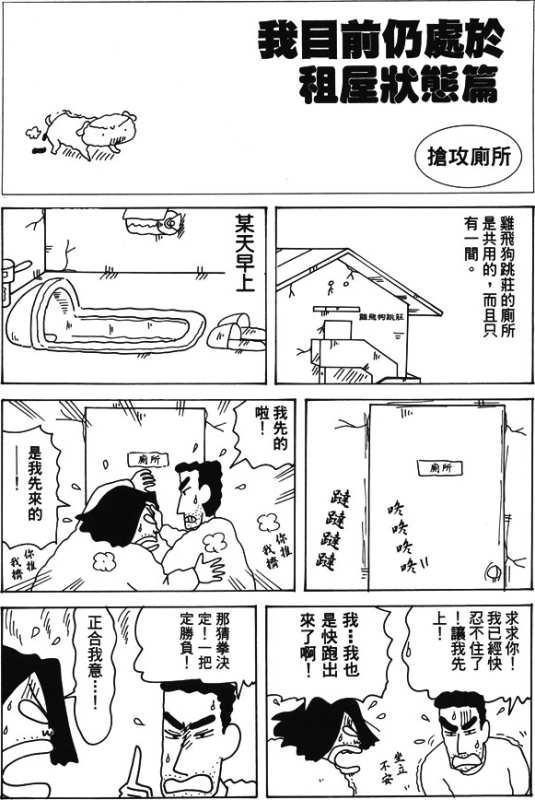 我目前仍處於
租屋狀態篇
搶攻廁所
雞飛狗跳莊的廁所
是共用的，而且只
有一間。
雞飛狗跳莊
某天早上
廁所
咚咚咚咚
躂躂躂躂
我先的
啦！
廁所
是我先來的
——！
你推
我擠
你推
我擠
求求你！
我已經快
忍不住了
！讓我先
上！
我…我也
是快跑出
來了啊！
坐立
不安
那猜拳決
定！一把
定勝負！
正合我意…！